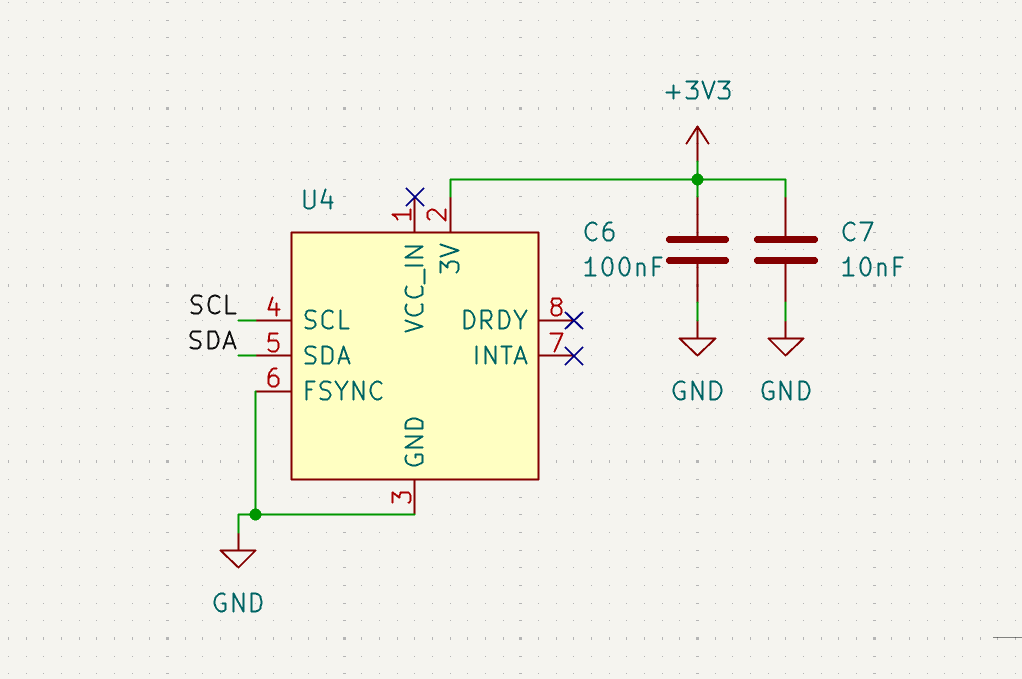 +3V3
U4
1
2
C6
100nF
C7
10nF
VCC_IN
3V
SCL
4
SCL
DRDY
8
SDA
5
SDA
INTA
7
6
FSYNC
GND
GND
GND
3
GND